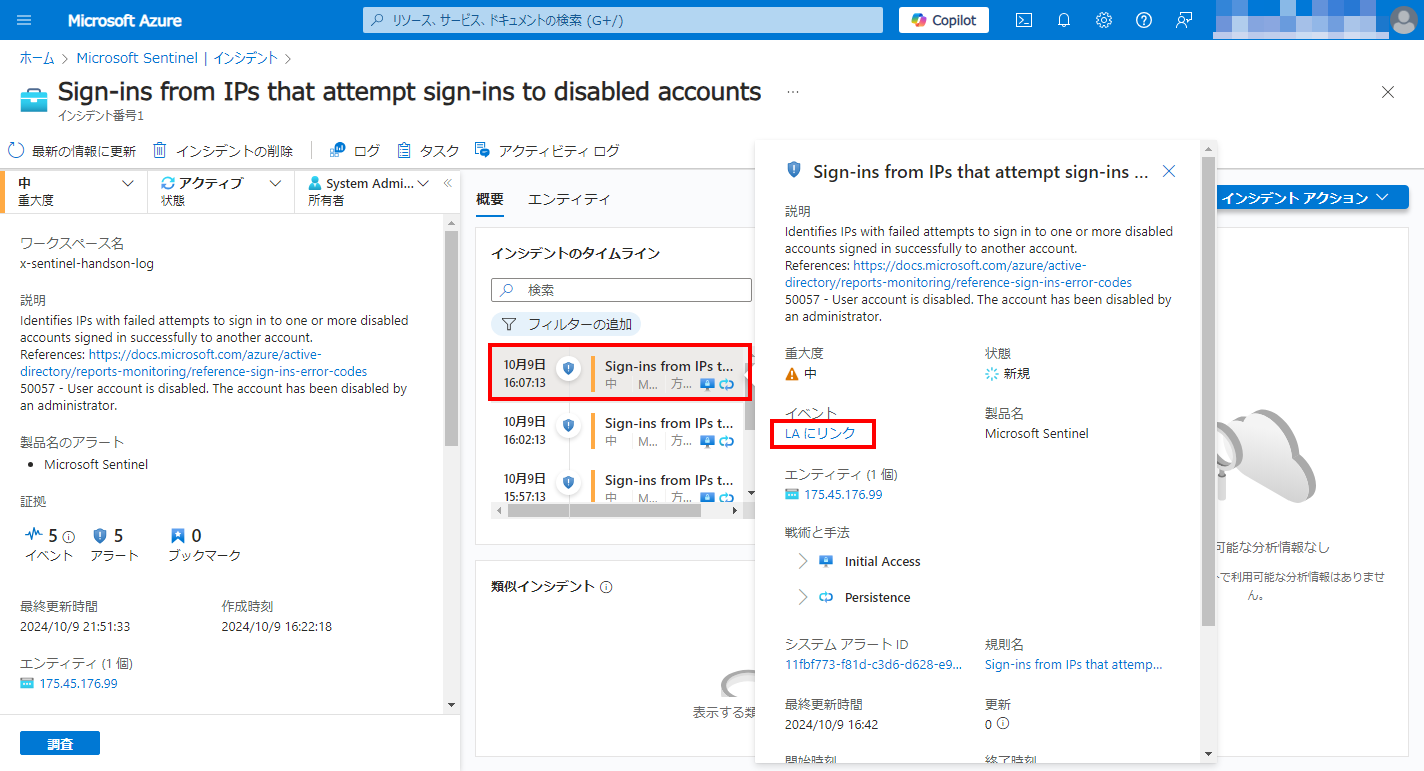 Microsoft Azure
リソース、サービス、ドキュメントの検索 (G+/)
Copilot
ホーム > Microsoft Sentinel | インシデント >
Sign-ins from IPs that attempt sign-ins to disabled accounts ...
インシデント番号1
最新の情報に更新 インシデントの削除 ログ タスク アクティビティ ログ
中
重大度
アクティブ
状態
System Admi...
所有者
ワークスペース名
x-sentinel-handson-log
説明
Identifies IPs with failed attempts to sign in to one or more disabled
accounts signed in successfully to another account.
References: https://docs.microsoft.com/azure/active-
directory/reports-monitoring/reference-sign-ins-error-codes
50057 - User account is disabled. The account has been disabled by
an administrator.
製品名のアラート
• Microsoft Sentinel
証拠
5
イベント
5
アラート
0
ブックマーク
最終更新時間
2024/10/9 21:51:33
作成時刻
2024/10/9 16:22:18
エンティティ (1 個)
175.45.176.99
調査
概要 エンティティ
インシデントのタイムライン
検索
フィルターの追加
10月9日
16:07:13
Sign-ins from IPs t...
中 M... 方...
10月9日
16:02:13
Sign-ins from IPs t...
中 M... 方...
10月9日
15:57:13
Sign-ins from IPs t...
中 M... 方...
類似インシデント
表示する類
Sign-ins from IPs that attempt sign-ins ...
説明
Identifies IPs with failed attempts to sign in to one or more disabled
accounts signed in successfully to another account.
References: https://docs.microsoft.com/azure/active-
directory/reports-monitoring/reference-sign-ins-error-codes
50057 - User account is disabled. The account has been disabled by
an administrator.
重大度
中
状態
新規
イベント
LA にリンク
製品名
Microsoft Sentinel
エンティティ (1 個)
175.45.176.99
戦術と手法
Initial Access
Persistence
システム アラート ID
11fbf773-f81d-c3d6-d628-e9...
規則名
Sign-ins from IPs that attemp...
最終更新時間
2024/10/9 16:42
更新
0
開始時刻
終了時刻
インシデント アクション
可能な分析情報なし
で利用可能な分析情報はありませ
ん。